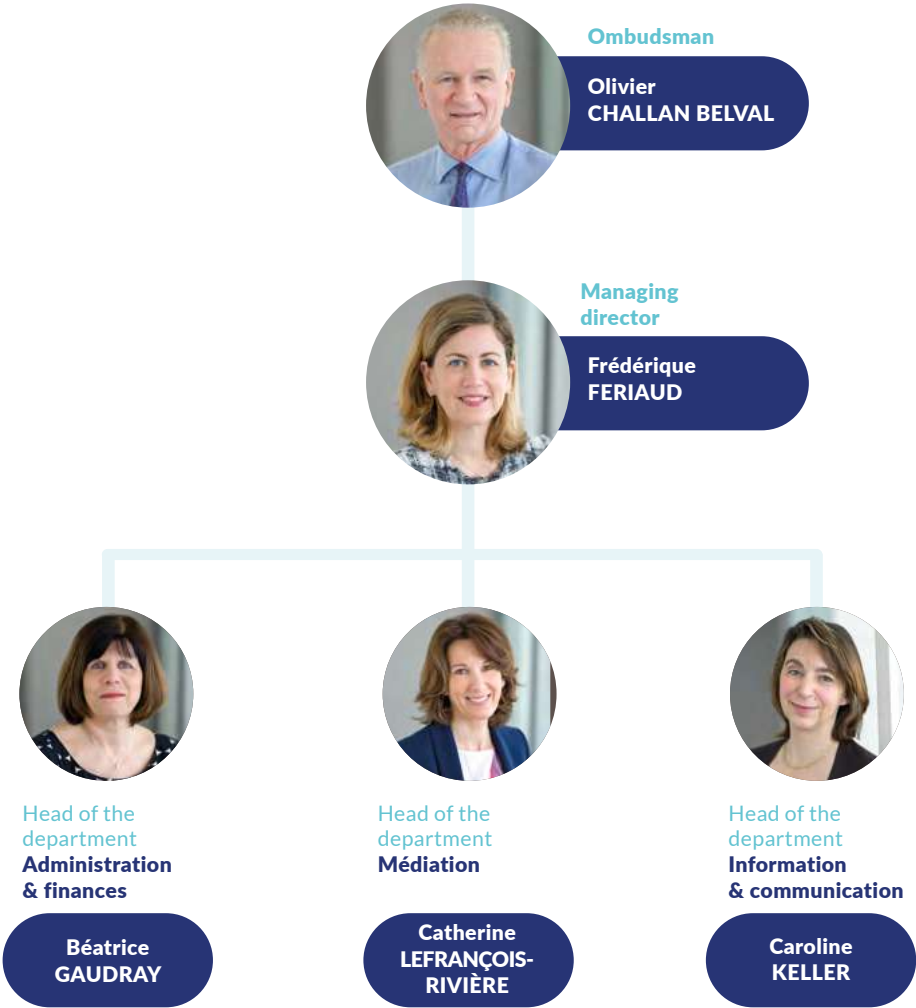 Ombudsman
Olivier
CHALLAN BELVAL
Managing
director
Frédérique
FERIAUD
Head of the
department
Administration
& finances
Béatrice
GAUDRAY
Head of the
department
Médiation
Catherine
LEFRANÇOIS-
RIVIÈRE
Head of the
department
Information
& communication
Caroline
KELLER